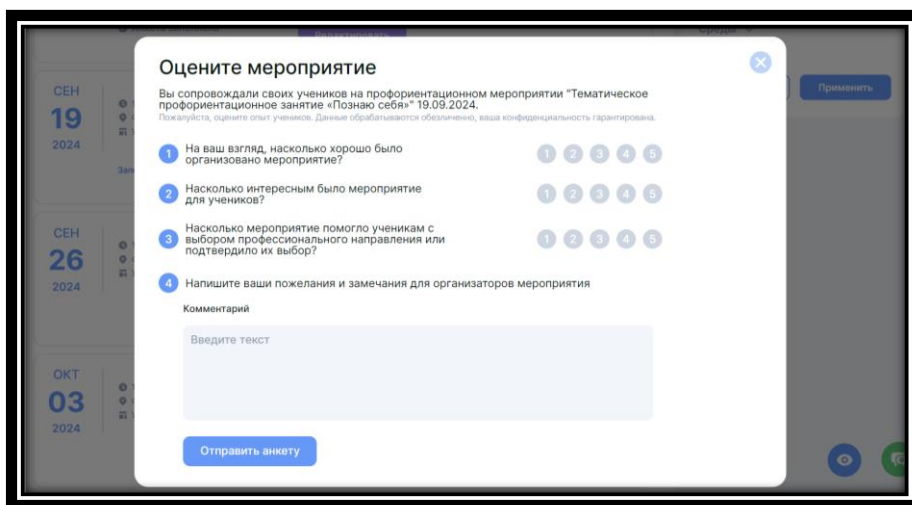 Редактировать
Среды
Применить
СЕН
19
2024
СЕН
26
2024
ОКТ
03
2024
Оцените мероприятие
Вы сопровождали своих учеников на профориентационном мероприятии "Тематическое
профориентационное занятие «Познаю себя»" 19.09.2024.
Пожалуйста, оцените опыт учеников. Данные обрабатываются обезличенно, ваша конфиденциальность гарантирована.
1 На ваш взгляд, насколько хорошо было
организовано мероприятие?
1 2 3 4 5
2 Насколько интересным было мероприятие
для учеников?
1 2 3 4 5
3 Насколько мероприятие помогло ученикам с
выбором профессионального направления или
подтвердило их выбор?
1 2 3 4 5
4 Напишите ваши пожелания и замечания для организаторов мероприятия
Комментарий
Введите текст
Отправить анкету